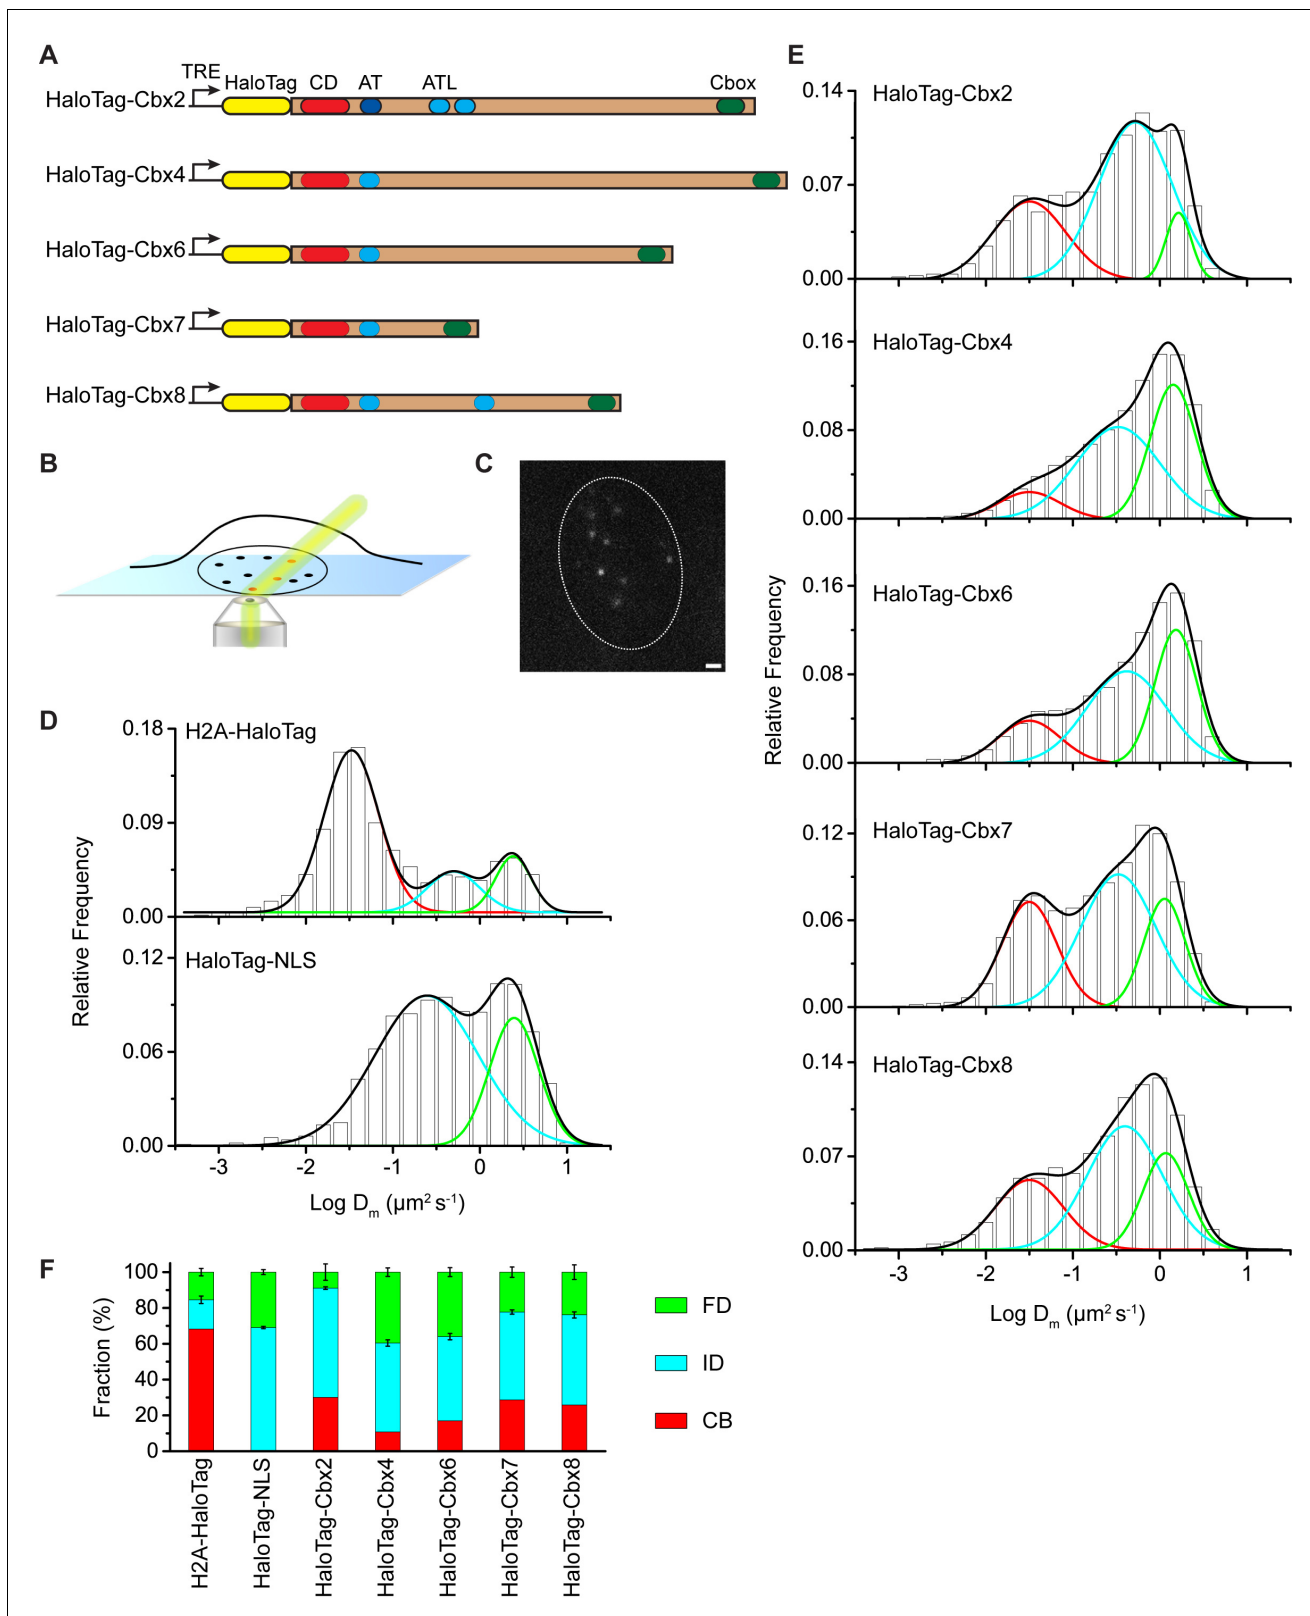 A
TRE
HaloTag CD AT ATL Cbox
HaloTag-Cbx2
HaloTag-Cbx4
HaloTag-Cbx6
HaloTag-Cbx7
HaloTag-Cbx8
B
C
D
H2A-HaloTag
0.18
0.09
0.00
HaloTag-NLS
0.12
0.06
0.00
Relative Frequency
-3 -2 -1 0 1
Log Dm (µm² s⁻¹)
E
HaloTag-Cbx2
0.14
0.07
0.00
HaloTag-Cbx4
0.16
0.08
0.00
HaloTag-Cbx6
0.16
0.08
0.00
HaloTag-Cbx7
0.12
0.06
0.00
HaloTag-Cbx8
0.14
0.07
0.00
Relative Frequency
-3 -2 -1 0 1
Log Dm (µm² s⁻¹)
F
100
80
60
40
20
0
Fraction (%)
H2A-HaloTag
HaloTag-NLS
HaloTag-Cbx2
HaloTag-Cbx4
HaloTag-Cbx6
HaloTag-Cbx7
HaloTag-Cbx8
FD
ID
CB